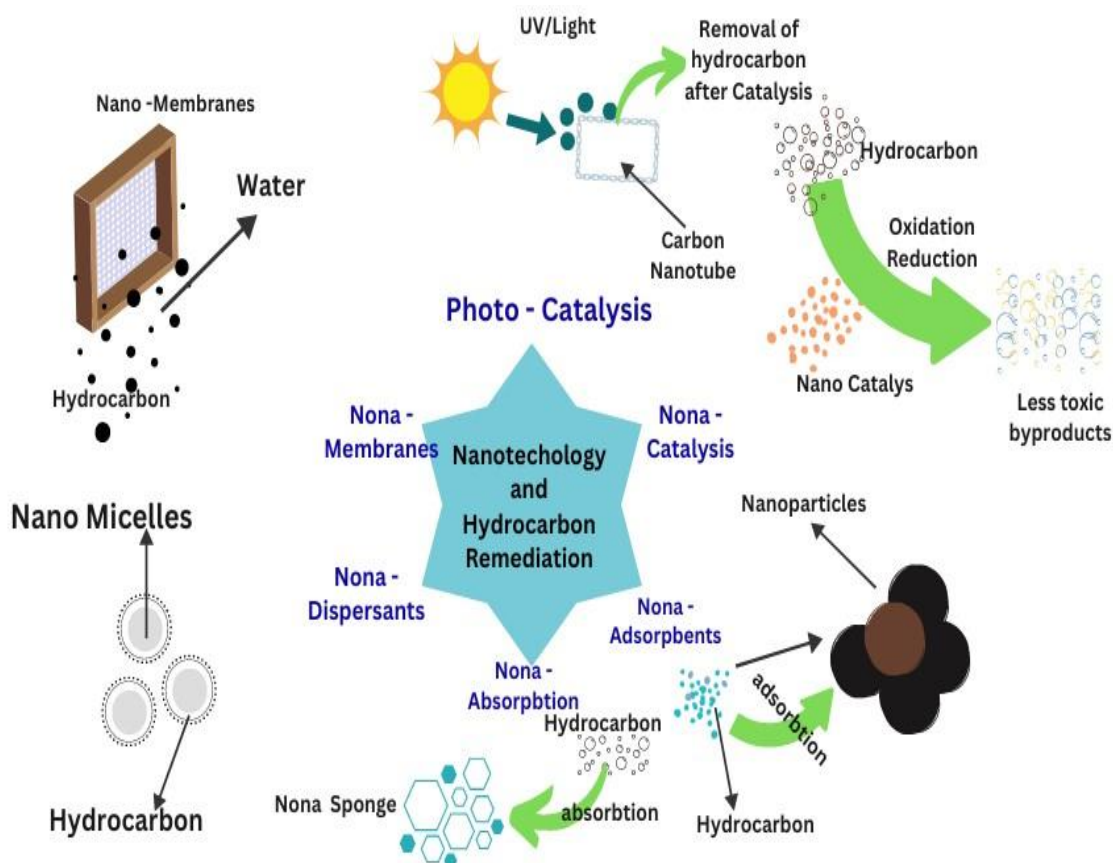 UV/Light
Removal of
hydrocarbon
after Catalysis
Nano -Membranes
Water
Hydrocarbon
Carbon
Nanotube
Hydrocarbon
Oxidation
Reduction
Nano Catalys
Less toxic
byproducts
Photo - Catalysis
Nona -
Membranes
Nona -
Catalysis
Nanotechology
and
Hydrocarbon
Remediation
Nona -
Dispersants
Nona -
Adsorpbents
Nona -
Absorpbtion
Nano Micelles
Hydrocarbon
Nanoparticles
adsorbtion
Hydrocarbon
Hydrocarbon
absorbtion
Nona Sponge